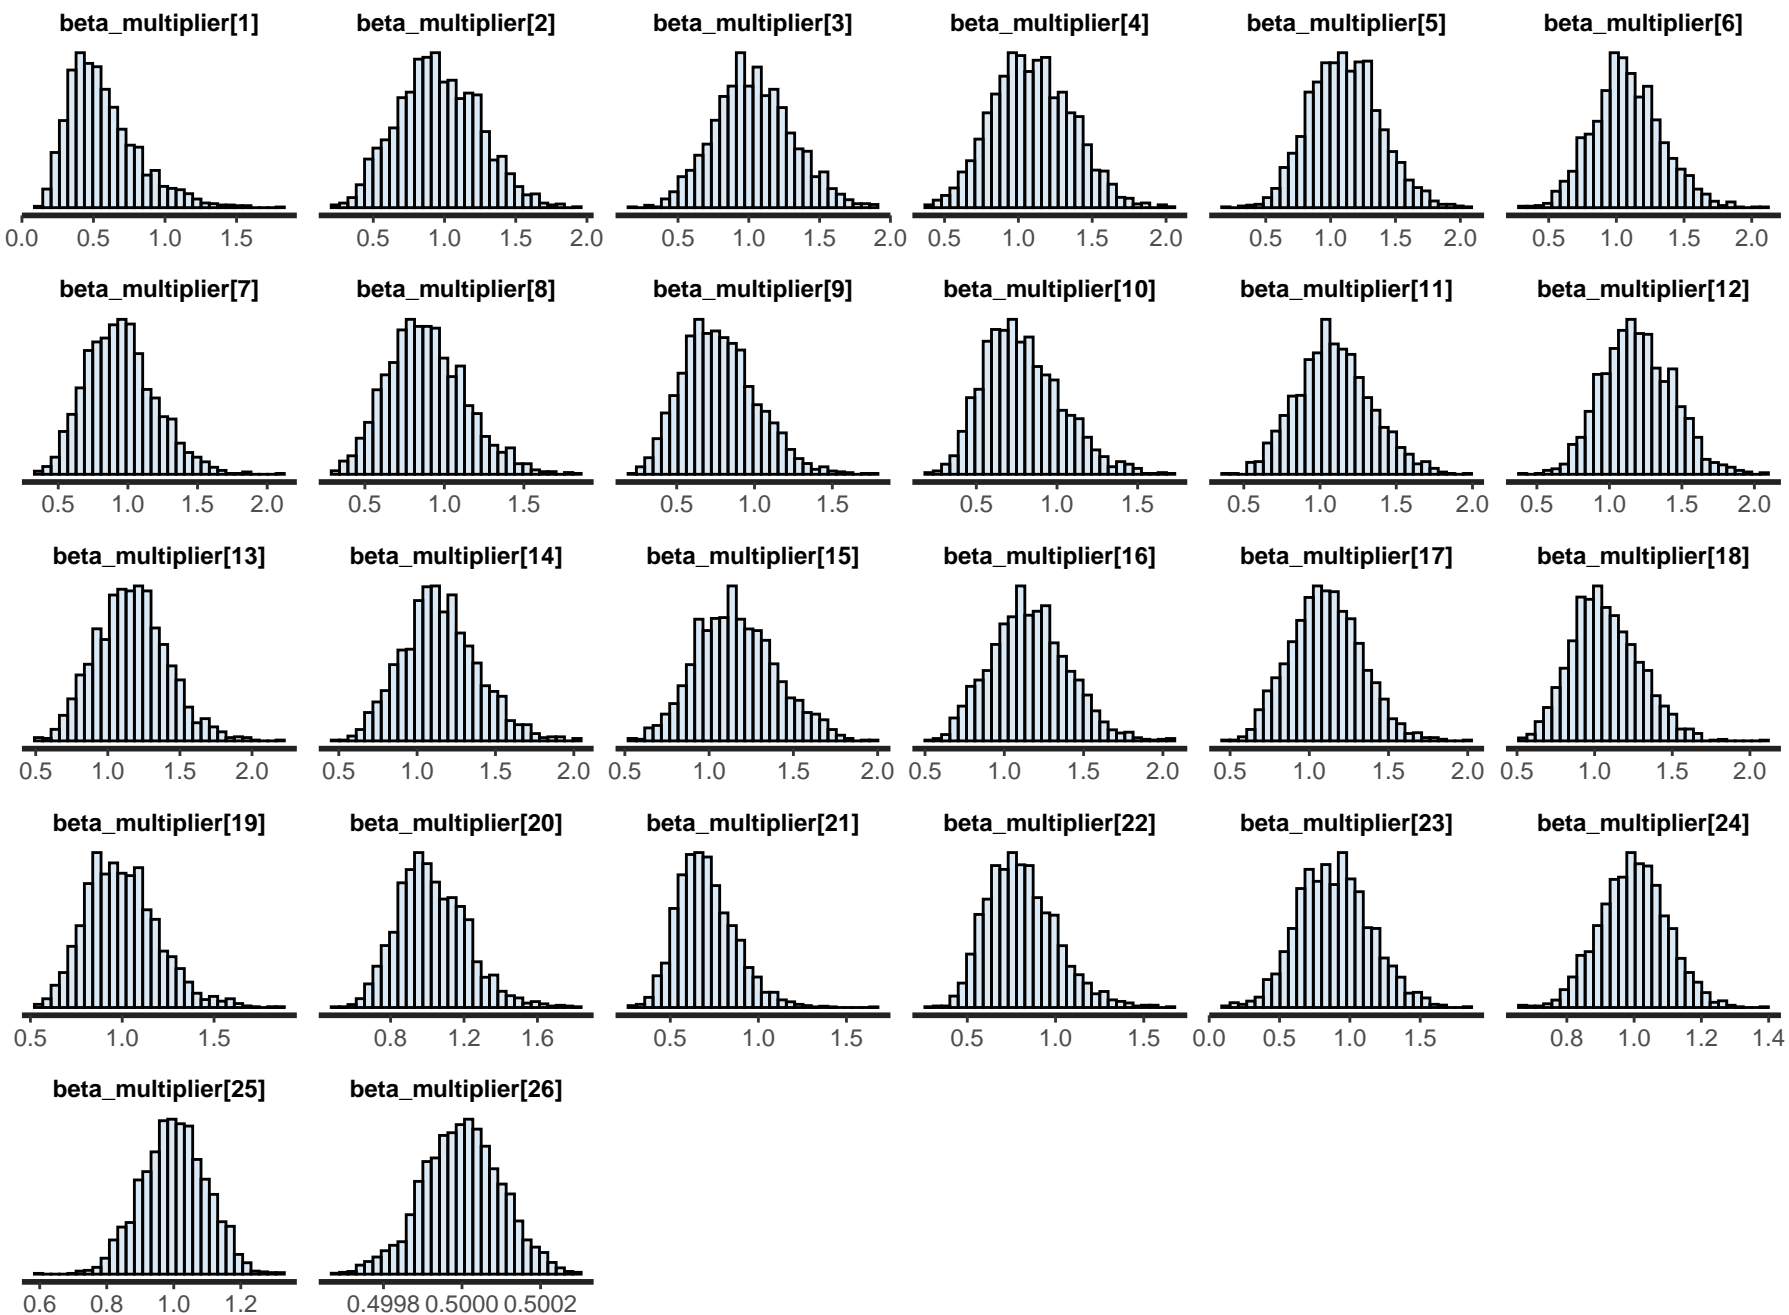 beta_multiplier[1] beta_multiplier[2] beta_multiplier[3] beta_multiplier[4] beta_multiplier[5] beta_multiplier[6]
0.0 0.5 1.0 1.5 0.5 1.0 1.5 2.0 0.5 1.0 1.5 2.0 0.5 1.0 1.5 2.0 0.5 1.0 1.5 2.0 0.5 1.0 1.5 2.0
beta_multiplier[7] beta_multiplier[8] beta_multiplier[9] beta_multiplier[10] beta_multiplier[11] beta_multiplier[12]
0.5 1.0 1.5 2.0 0.5 1.0 1.5 0.5 1.0 1.5 0.5 1.0 1.5 0.5 1.0 1.5 2.0 0.5 1.0 1.5 2.0
beta_multiplier[13] beta_multiplier[14] beta_multiplier[15] beta_multiplier[16] beta_multiplier[17] beta_multiplier[18]
0.5 1.0 1.5 2.0 0.5 1.0 1.5 2.0 0.5 1.0 1.5 2.0 0.5 1.0 1.5 2.0 0.5 1.0 1.5 2.0 0.5 1.0 1.5 2.0
beta_multiplier[19] beta_multiplier[20] beta_multiplier[21] beta_multiplier[22] beta_multiplier[23] beta_multiplier[24]
0.5 1.0 1.5 0.8 1.2 1.6 0.5 1.0 1.5 0.5 1.0 1.5 0.0 0.5 1.0 1.5 0.8 1.0 1.2 1.4
beta_multiplier[25] beta_multiplier[26]
0.6 0.8 1.0 1.2 0.4998 0.5000 0.5002